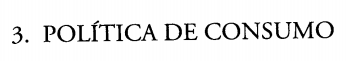 3. POLÍTICA DE CONSUMO